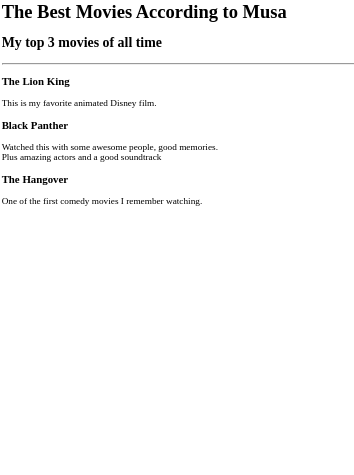 The Best Movies According to Musa
My top 3 movies of all time
The Lion King
This is my favorite animated Disney film.
Black Panther
Watched this with some awesome people, good memories.
Plus amazing actors and a good soundtrack
The Hangover
One of the first comedy movies I remember watching.